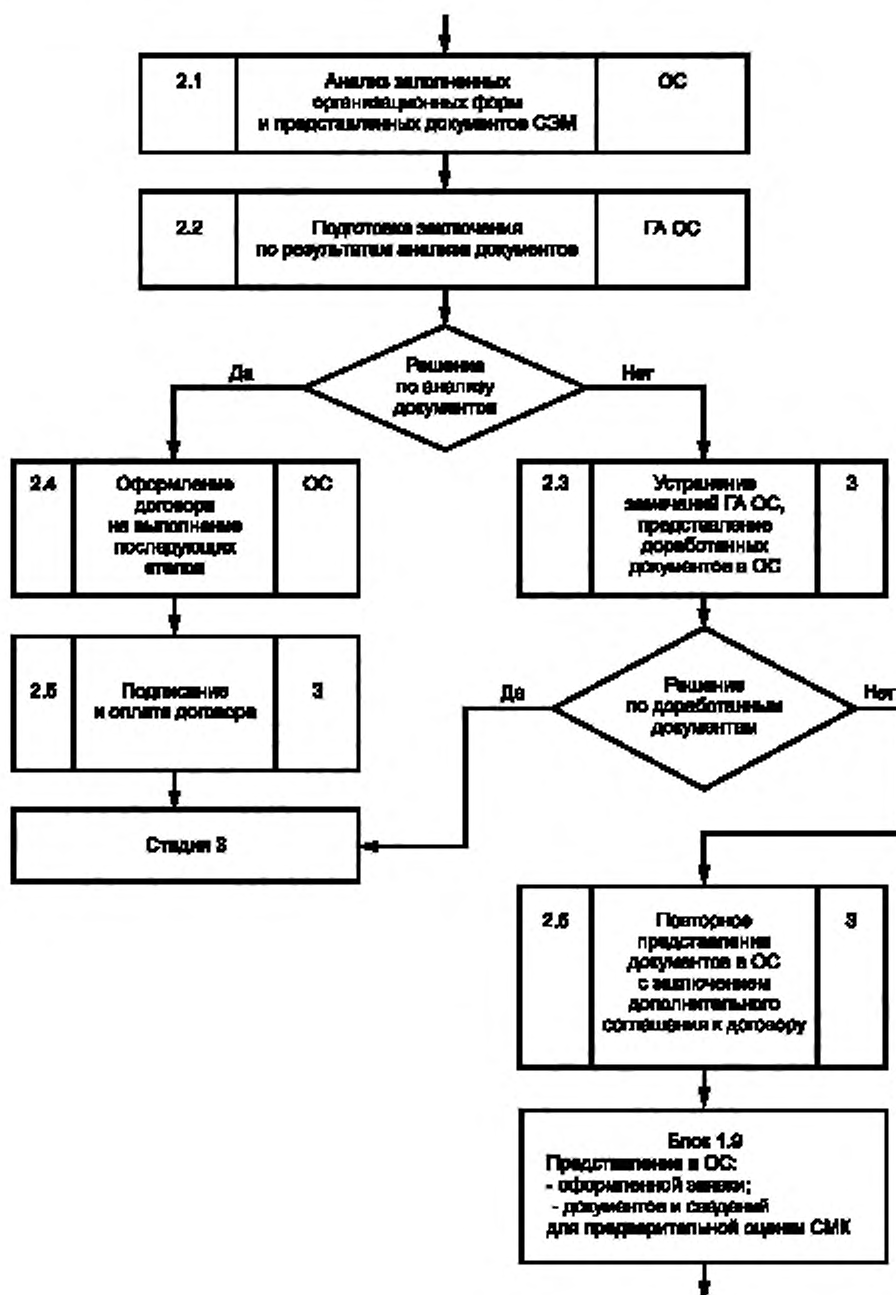 2.1
Анализ заполненных
организационных форм
и представленных документов СЭМ
ОС
2.2
Подготовка заключения
по результатам анализа документов
ГА ОС
Решение
по анализу
документов
Да
Нет
2.4
Оформление
договора
на выполнение
последующих
этапов
ОС
2.3
Устранение
замечаний ГА ОС,
представление
доработанных
документов в ОС
3
2.5
Подписание
и оплата договора
3
Решение
по доработанным
документам
Да
Нет
Стадия 3
2.6
Повторное
представление
документов в ОС
с заключением
дополнительного
соглашения к договору
3
Блок 1.9
Представление в ОС:
- оформленной заявки;
- документов и сведений
для предварительной оценки СМК